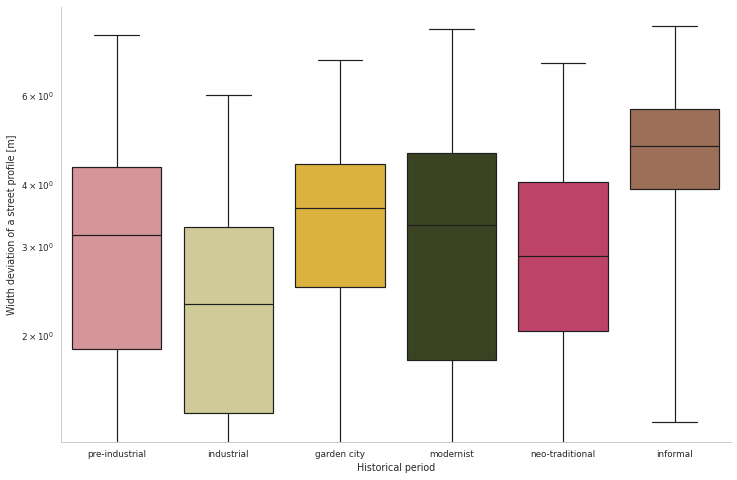 Width deviation of a street profile [m]
6 × 10⁰
4 × 10⁰
3 × 10⁰
2 × 10⁰
pre-industrial industrial garden city modernist neo-traditional informal
Historical period